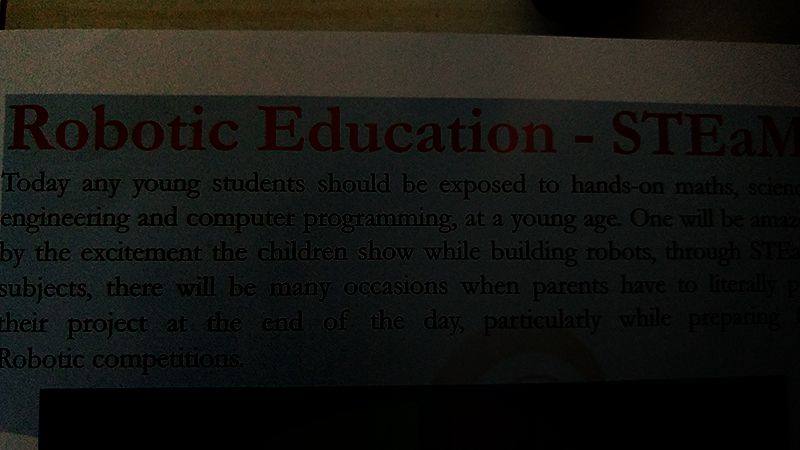 Robotic Education - STEaM
Today any young students should be exposed to hands-on maths,
engineering and computer programming, at a young age. One will be
by the excitement the children show while building robots, through
subjects, there will be many occasions when parents have to literally
their project at the end of the day, particularly while preparing
Robotic competitions.